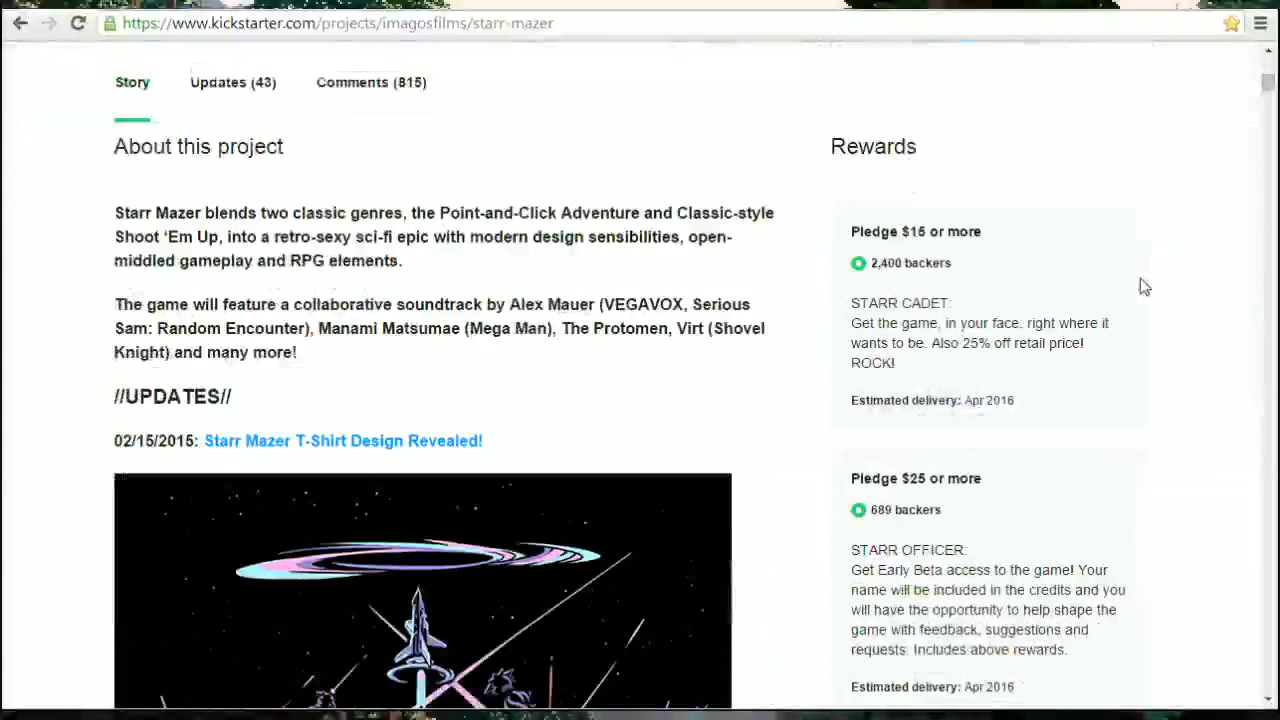 https://www.kickstarter.com/projects/imagosfilms/starr-mazer
Story Updates (43) Comments (815)
About this project
Starr Mazer blends two classic genres, the Point-and-Click Adventure and Classic-style
Shoot ‘Em Up, into a retro-sexy sci-fi epic with modern design sensibilities, open-
middled gameplay and RPG elements.
The game will feature a collaborative soundtrack by Alex Mauer (VEGAVOX, Serious
Sam: Random Encounter), Manami Matsumae (Mega Man), The Protomen, Virt (Shovel
Knight) and many more!
//UPDATES//
02/15/2015: Starr Mazer T-Shirt Design Revealed!
Rewards
Pledge $15 or more
2,400 backers
STARR CADET:
Get the game, in your face. right where it
wants to be. Also 25% off retail price!
ROCK!
Estimated delivery: Apr 2016
Pledge $25 or more
689 backers
STARR OFFICER:
Get Early Beta access to the game! Your
name will be included in the credits and you
will have the opportunity to help shape the
game with feedback, suggestions and
requests. Includes above rewards.
Estimated delivery: Apr 2016